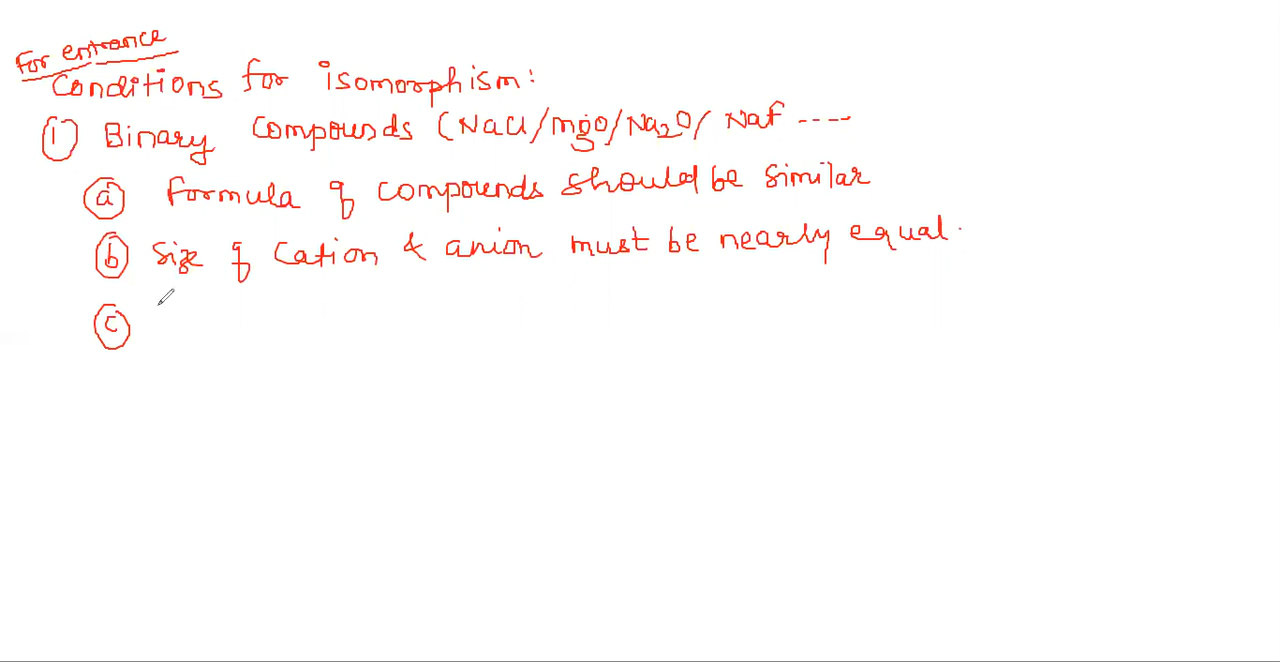 For entrance
Conditions for isomorphism:
① Binary compounds (NaCl/MgO/Na₂O/ NaF ----
ⓐ formula of compounds should be similar
ⓑ Size of Cation & anion must be nearly equal.
ⓒ